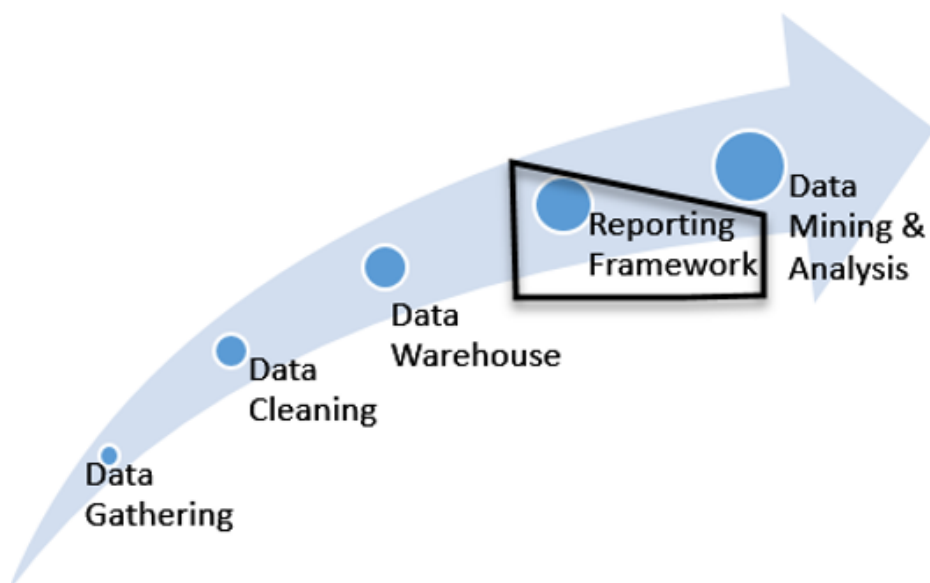 Data
Gathering
Data
Cleaning
Data
Warehouse
Reporting
Framework
Data
Mining &
Analysis